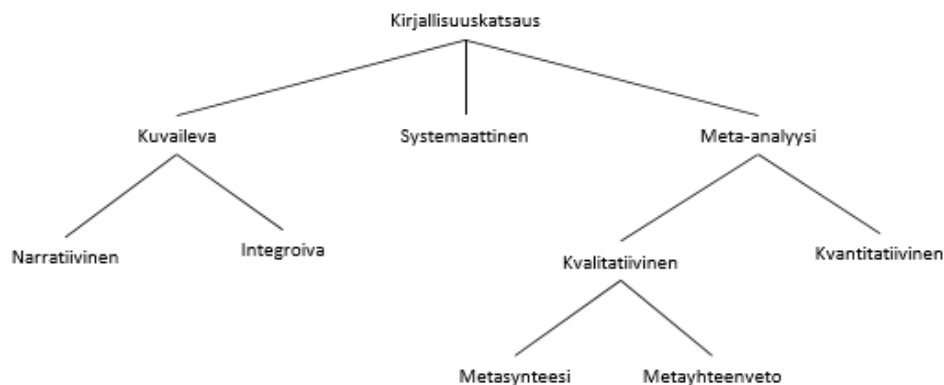 Kirjallisuuskatsaus
Kuvaileva
Systemaattinen
Meta-analyysi
Narratiivinen
Integroiva
Kvalitatiivinen
Kvantitatiivinen
Metasynteesi
Metayhteenveto